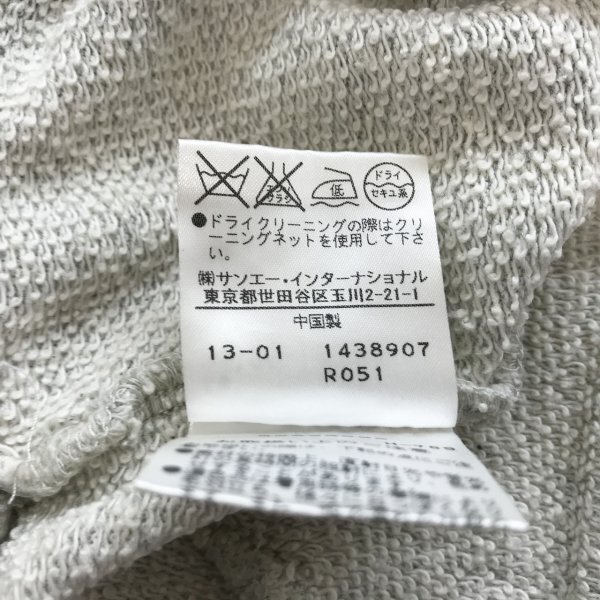 低
ドライ
セキユ系
●ドライクリーニングの際はクリ
ーニングネットを使用して下さ
い。
㈱サンエー・インターナショナル
東京都世田谷区玉川2-21-1
中国製
13-01 1438907
R051